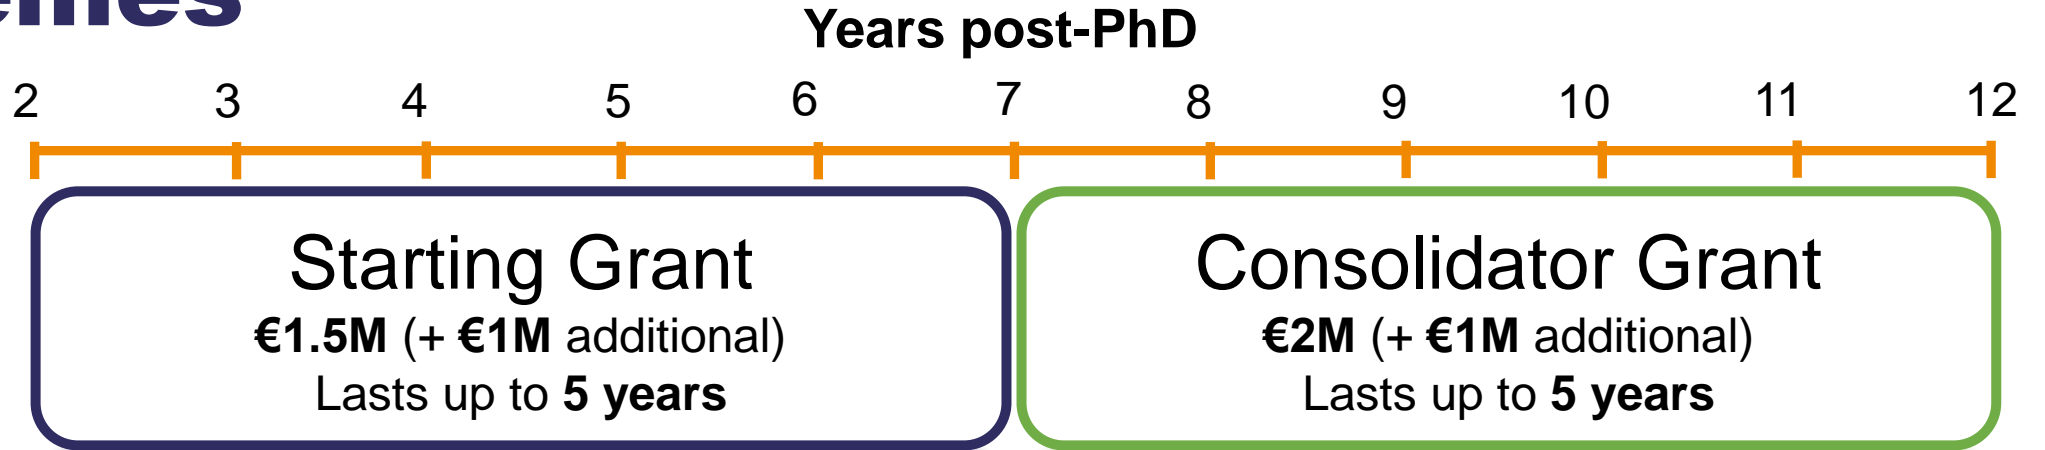 Years post-PhD
2 3 4 5 6 7 8 9 10 11 12
Starting Grant
€1.5M (+ €1M additional)
Lasts up to 5 years
Consolidator Grant
€2M (+ €1M additional)
Lasts up to 5 years